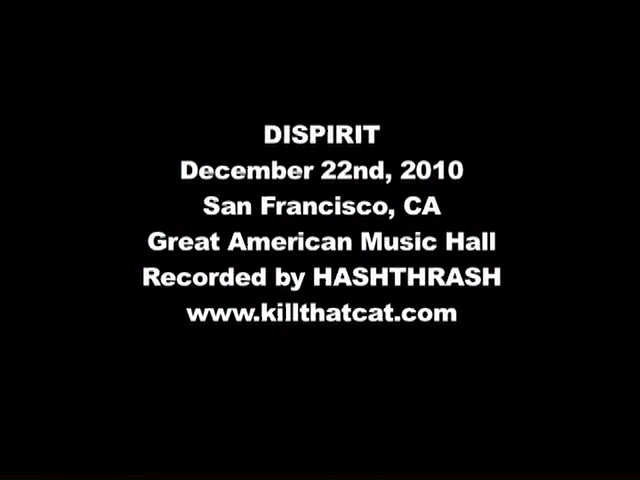 DISPIRIT
December 22nd, 2010
San Francisco, CA
Great American Music Hall
Recorded by HASHTHRASH
www.killthatcat.com